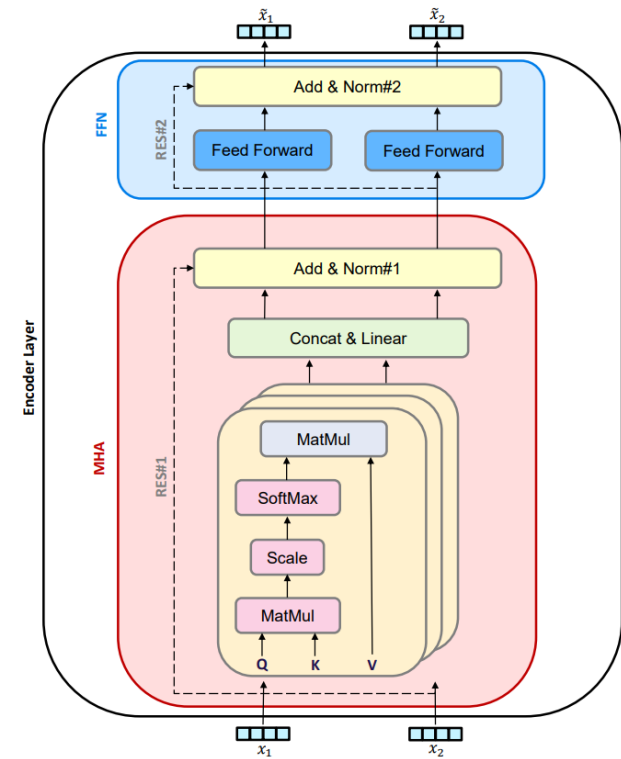 x̃₁ x̃₂
Add & Norm#2
FFN
RES#2
Feed Forward Feed Forward
Add & Norm#1
Concat & Linear
Encoder Layer
MHA
RES#1
MatMul
SoftMax
Scale
MatMul
Q K V
x₁ x₂